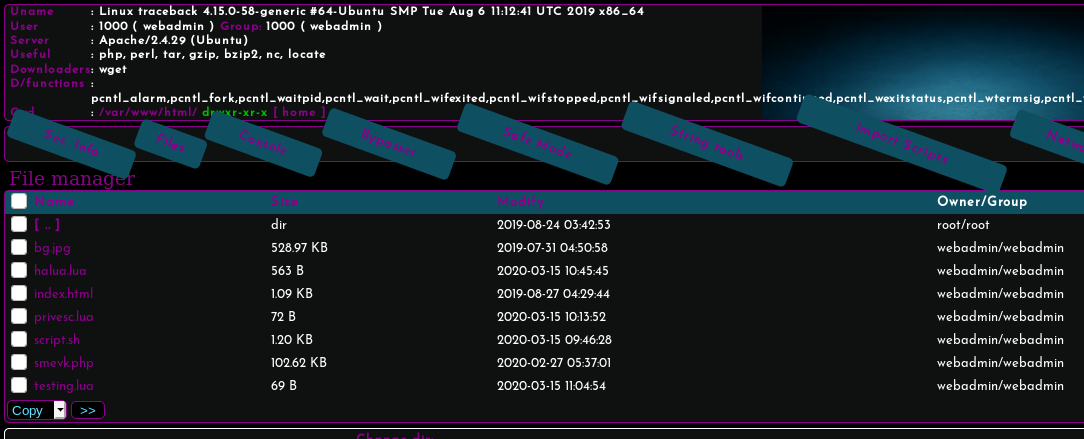 Uname : Linux traceback 4.15.0-58-generic #64-Ubuntu SMP Tue Aug 6 11:12:41 UTC 2019 x86_64
User : 1000 ( webadmin ) Group: 1000 ( webadmin )
Server : Apache/2.4.29 (Ubuntu)
Useful : php, perl, tar, gzip, bzip2, nc, locate
Downloaders: wget
D/functions :
pcntl_alarm,pcntl_fork,pcntl_waitpid,pcntl_wait,pcntl_wifexited,pcntl_wifstopped,pcntl_wifsignaled,pcntl_wifcontinued,pcntl_wexitstatus,pcntl_wtermsig,pcntl_
: /var/www/html/ drwxr-xr-x [ home ]
Sec. Info Files Console Bypasser Safe Mode String tools Import Scripts
File manager
Name Size Modify Owner/Group
[ .. ] dir 2019-08-24 03:42:53 root/root
bg.jpg 528.97 KB 2019-07-31 04:50:58 webadmin/webadmin
halua.lua 563 B 2020-03-15 10:45:45 webadmin/webadmin
index.html 1.09 KB 2019-08-27 04:29:44 webadmin/webadmin
privesc.lua 72 B 2020-03-15 10:13:52 webadmin/webadmin
script.sh 1.20 KB 2020-03-15 09:46:28 webadmin/webadmin
smevk.php 102.62 KB 2020-02-27 05:37:01 webadmin/webadmin
testing.lua 69 B 2020-03-15 11:04:54 webadmin/webadmin
Copy >>
Change dir